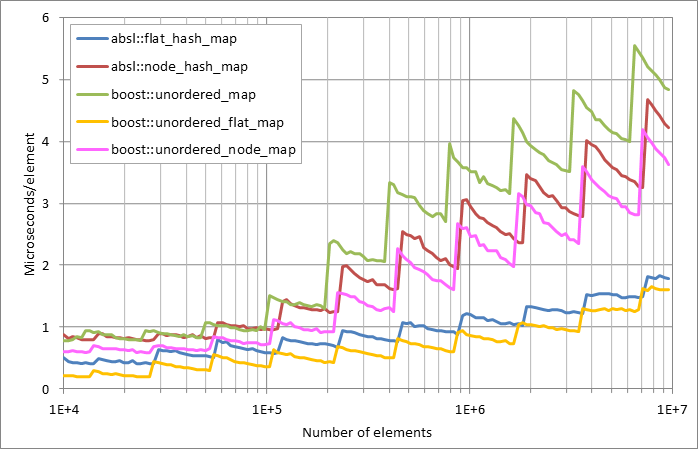 6
5
4
3
2
1
0
Microseconds/element
absl::flat_hash_map
absl::node_hash_map
boost::unordered_map
boost::unordered_flat_map
boost::unordered_node_map
1E+4 1E+5 1E+6 1E+7
Number of elements